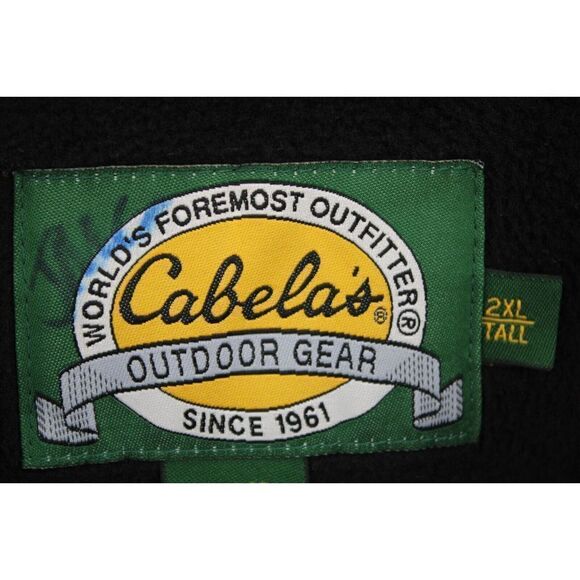 WORLD'S FOREMOST OUTFITTER®
Cabela's®
OUTDOOR GEAR
SINCE 1961
2XL
TALL